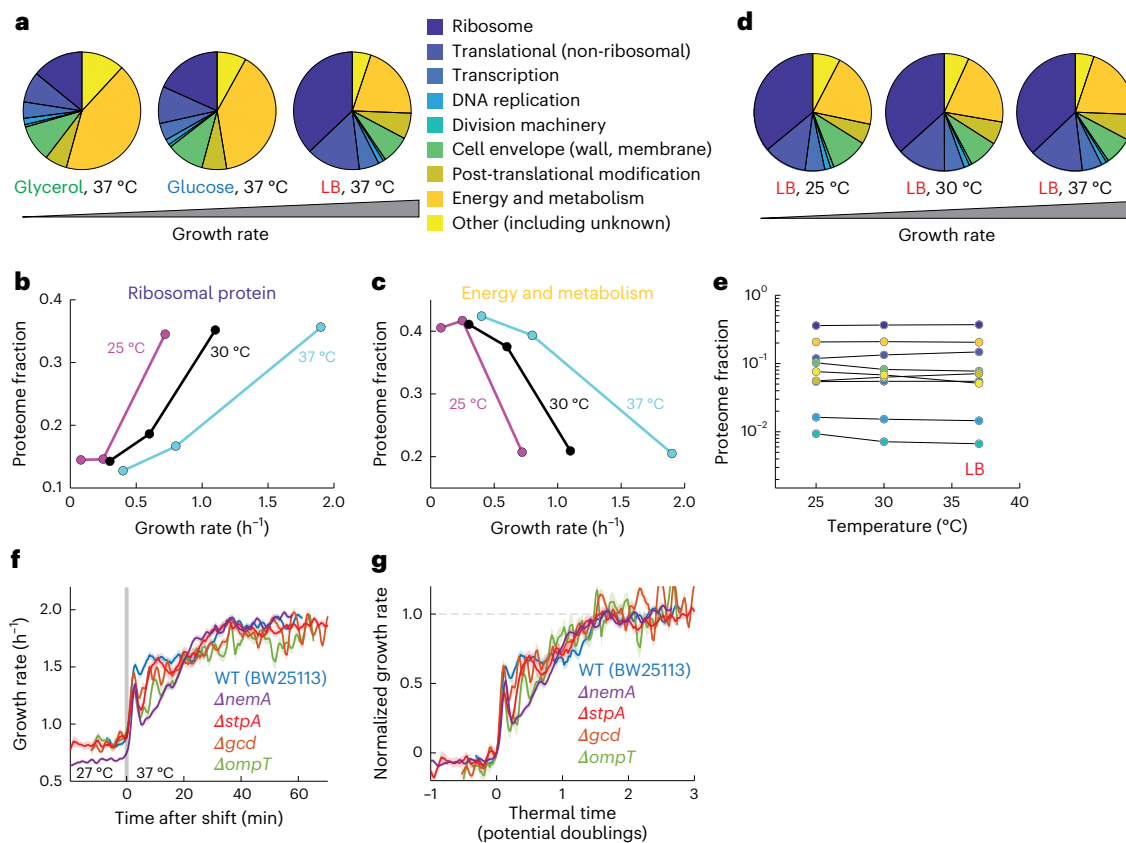 a
Ribosome
Translational (non-ribosomal)
Transcription
DNA replication
Division machinery
Cell envelope (wall, membrane)
Post-translational modification
Energy and metabolism
Other (including unknown)
Glycerol, 37 °C
Glucose, 37 °C
LB, 37 °C
Growth rate
d
LB, 25 °C
LB, 30 °C
LB, 37 °C
Growth rate
b
Ribosomal protein
0.4
0.3
0.2
0.1
Proteome fraction
25 °C
30 °C
37 °C
0
0.5
1.0
1.5
2.0
Growth rate (h⁻¹)
c
Energy and metabolism
0.4
0.3
0.2
Proteome fraction
25 °C
30 °C
37 °C
0
0.5
1.0
1.5
2.0
Growth rate (h⁻¹)
e
10⁰
10⁻¹
10⁻²
Proteome fraction
LB
25
30
35
40
Temperature (°C)
f
2.0
1.5
1.0
0.5
Growth rate (h⁻¹)
WT (BW25113)
ΔnemA
ΔstpA
Δgcd
ΔompT
27 °C
37 °C
0
20
40
60
Time after shift (min)
g
1.0
0.5
0
Normalized growth rate
WT (BW25113)
ΔnemA
ΔstpA
Δgcd
ΔompT
−1
0
1
2
3
Thermal time
(potential doublings)